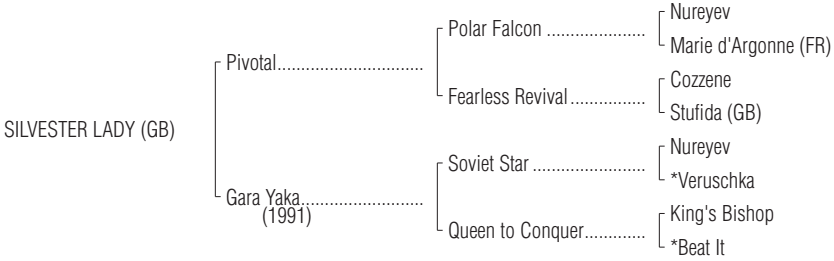 Nureyev
Polar Falcon ......................
Marie d'Argonne (FR)
Pivotal................................
Cozzene
Fearless Revival................
Stufida (GB)
SILVESTER LADY (GB)
Nureyev
Soviet Star .........................
*Veruschka
Gara Yaka...........................
(1991)
King's Bishop
Queen to Conquer.............
*Beat It